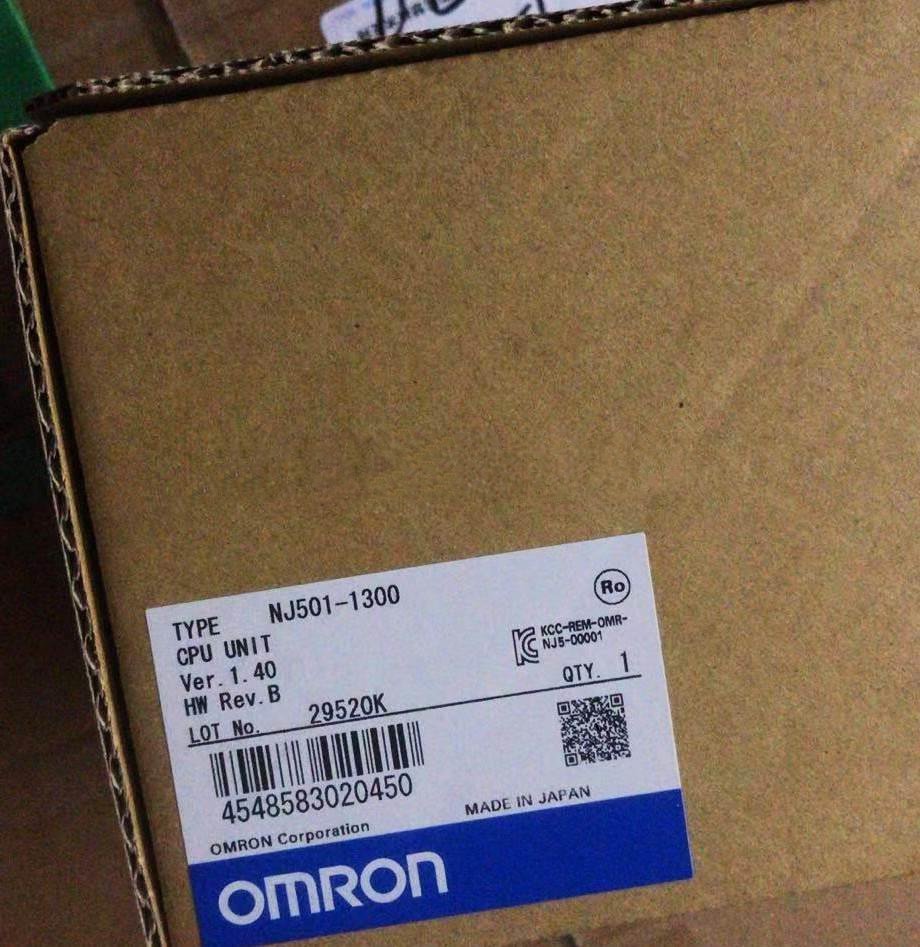 TYPE NJ501-1300
CPU UNIT
Ver.1.40
HW Rev.B
Ro
KCC-REM-OMR-
NJ5-00001
QTY. 1
LOT No. 29520K
4548583020450
MADE IN JAPAN
OMRON Corporation
OMRON